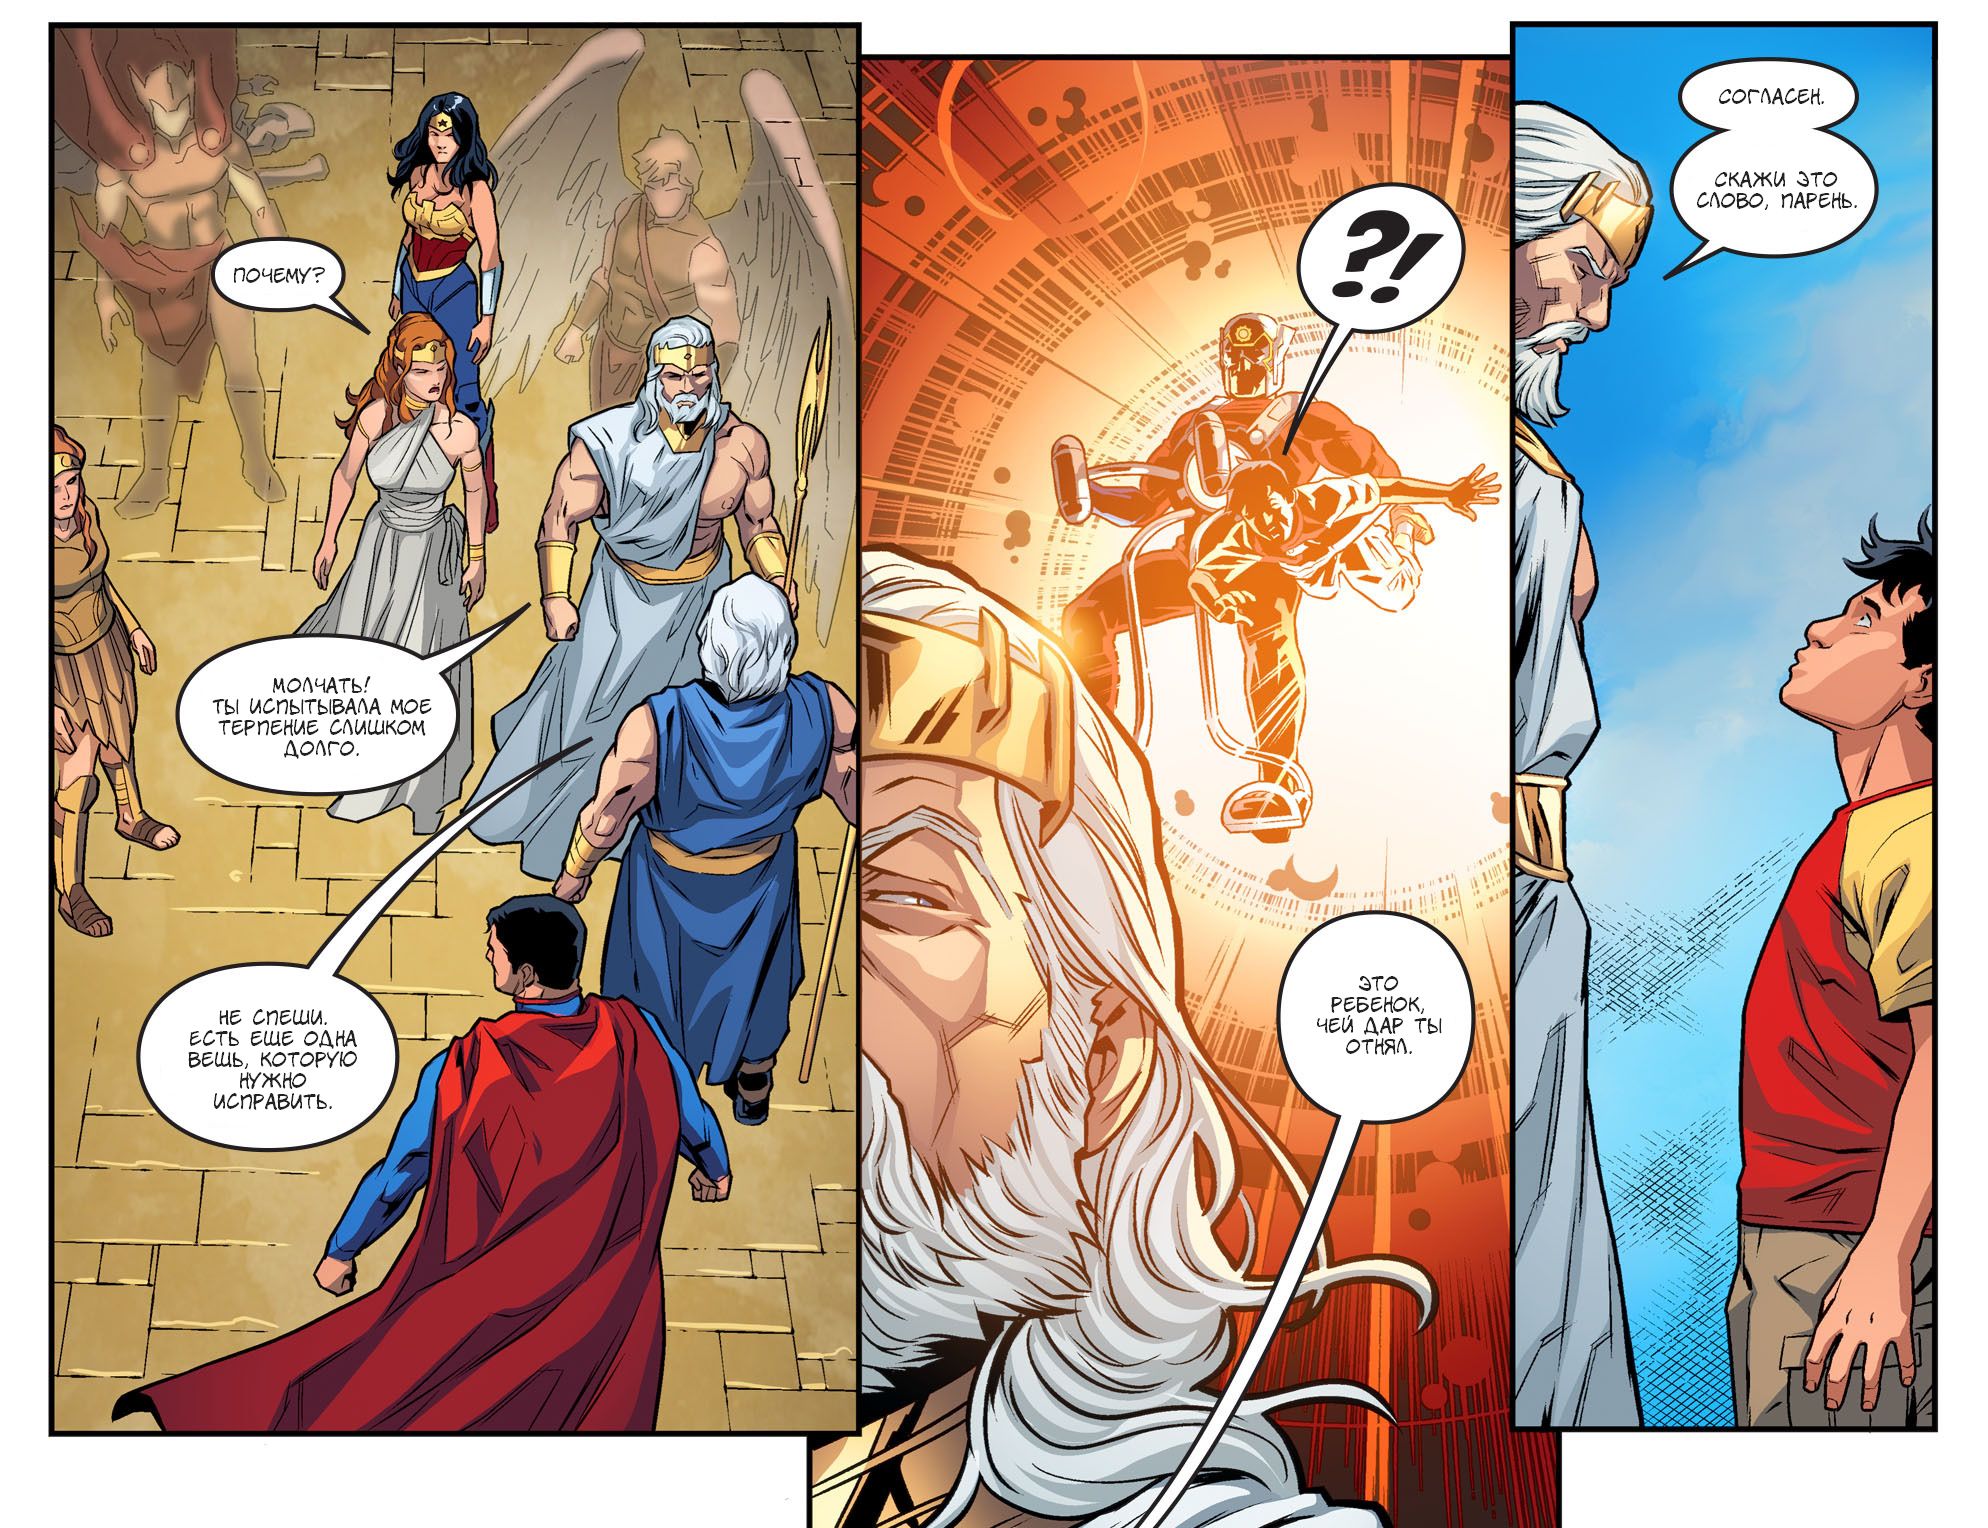 ПОЧЕМУ?
МОЛЧАТЬ!
ТЫ ИСПЫТЫВАЛА МОЕ
ТЕРПЕНИЕ СЛИШКОМ
ДОЛГО.
НЕ СПЕШИ.
ЕСТЬ ЕЩЕ ОДНА
ВЕШЬ, КОТОРУЮ
НУЖНО
ИСПРАВИТЬ.
?!
ЭТО
РЕБЕНОК,
ЧЕЙ ДАР ТЫ
ОТНЯЛ.
СОГЛАСЕН.
СКАЖИ ЭТО
СЛОВО, ПАРЕНЬ.